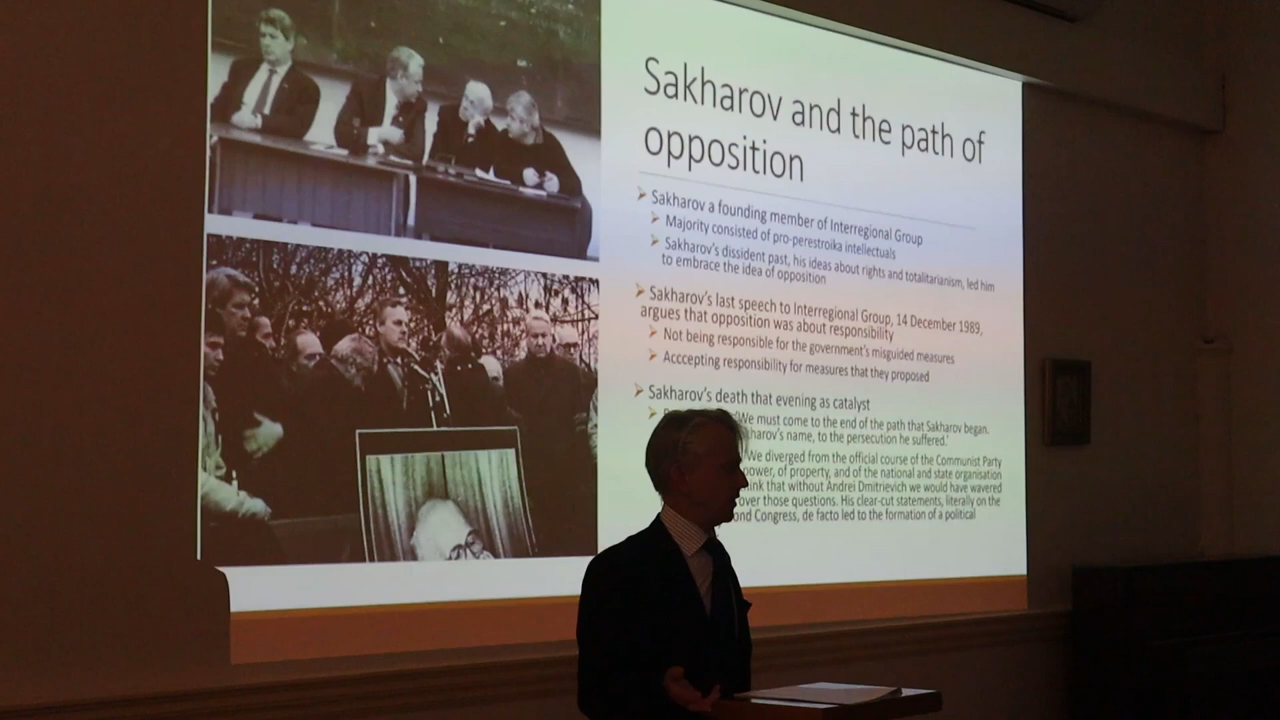 Sakharov and the path of
opposition
Sakharov a founding member of Interregional Group
Majority consisted of pro-perestroika intellectuals
Sakharov's dissident past, his ideas about rights and totalitarianism, led him
to embrace the idea of opposition
Sakharov's last speech to Interregional Group, 14 December 1989,
argues that opposition was about responsibility
Not being responsible for the government's misguided measures
Acccepting responsibility for measures that they proposed
Sakharov's death that evening as catalyst
'We must come to the end of the path that Sakharov began.
name, to the persecution he suffered.'
We diverged from the official course of the Communist Party
power, of property, and of the national and state organisation
that without Andrei Dmitrievich we would have wavered
over those questions. His clear-cut statements, literally on the
Congress, de facto led to the formation of a political